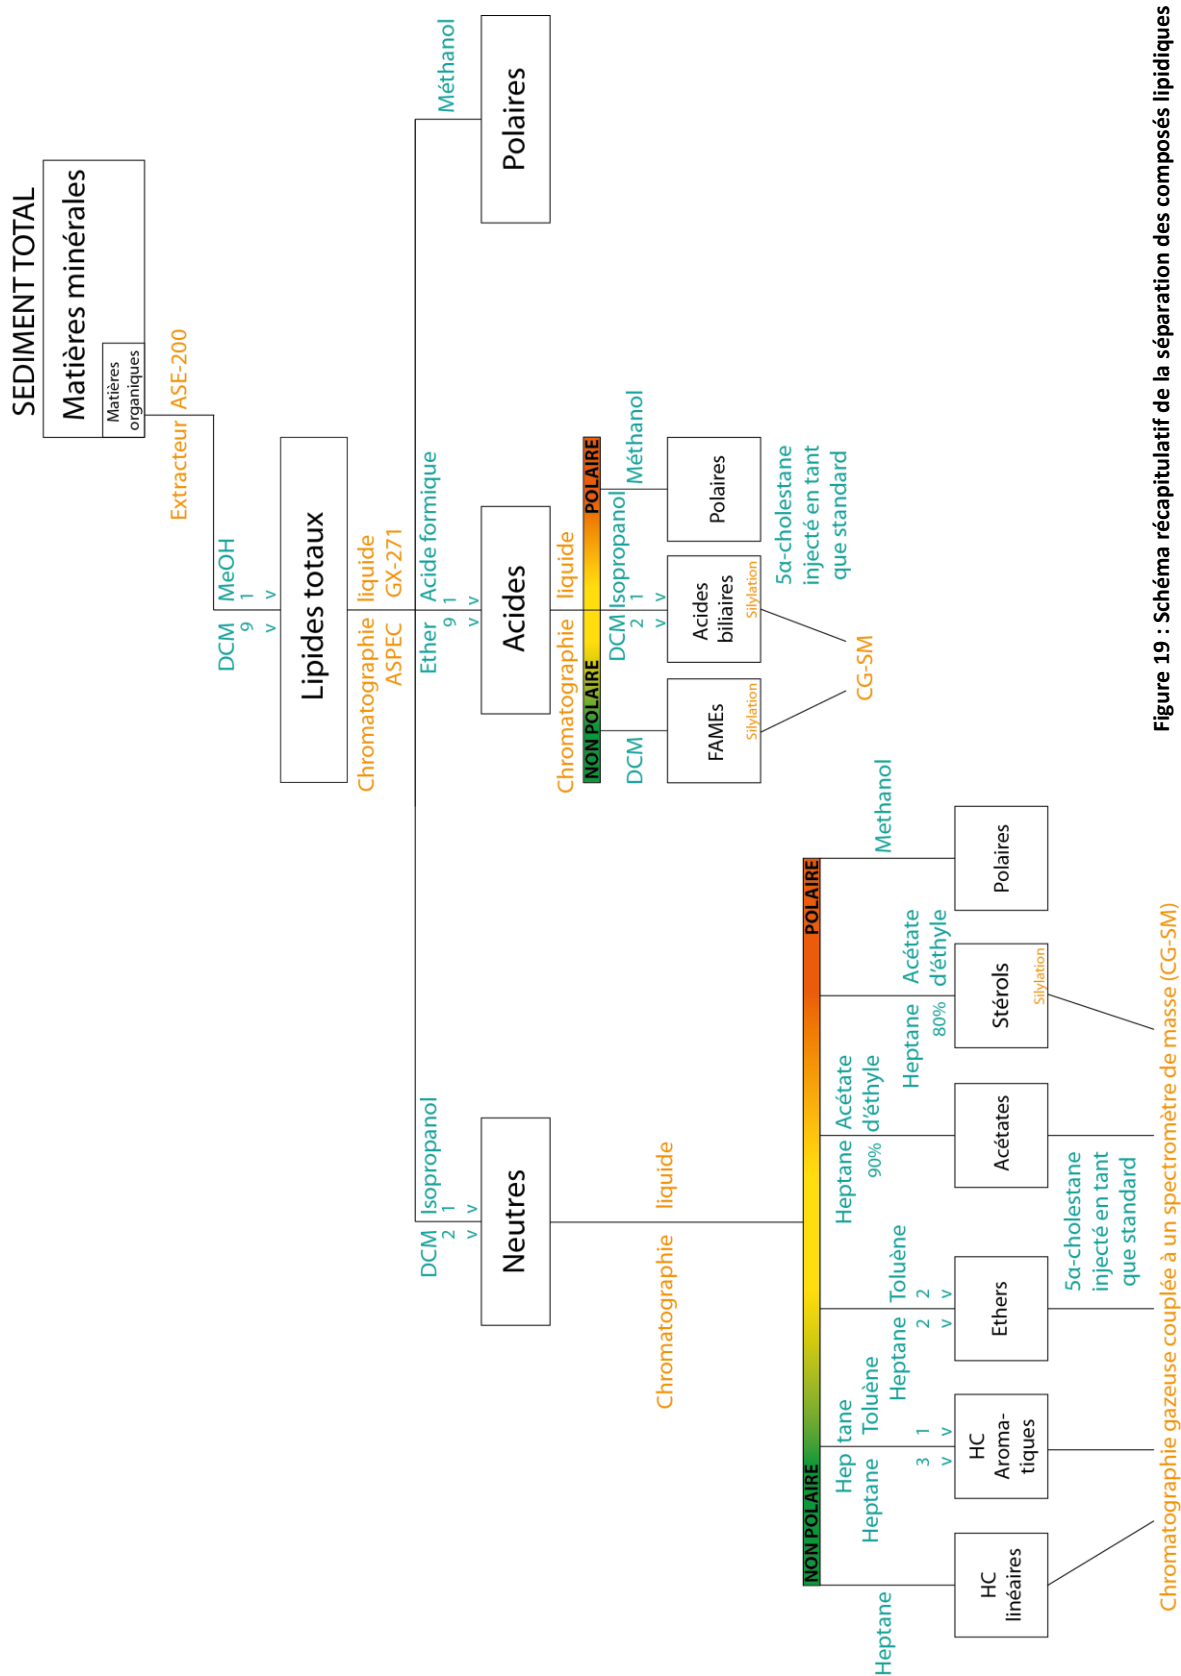 SEDIMENT TOTAL
Matières minérales
Matières
organiques
Extracteur ASE-200
DCM MeOH
9 1
v v
Lipides totaux
Chromatographie liquide
ASPEC GX-271
DCM Isopropanol
2 1
v v
Ether Acide formique
9 1
v v
Méthanol
Neutres
Acides
Polaires
Chromatographie liquide
NON POLAIRE
POLAIRE
DCM
DCM Isopropanol
2 1
v v
Méthanol
FAMEs
Silylation
Acides
biliaires
Silylation
Polaires
CG-SM
5α-cholestane
injecté en tant
que standard
Chromatographie liquide
NON POLAIRE
POLAIRE
Heptane
Hep tane
Heptane Toluène
3 1
v v
Heptane Toluène
2 2
v v
Heptane Acétate
90% d'éthyle
Heptane Acétate
80% d'éthyle
Methanol
HC
linéaires
HC
Aroma-
tiques
Ethers
Acétates
Stérols
Silylation
Polaires
5α-cholestane
injecté en tant
que standard
Chromatographie gazeuse couplée à un spectromètre de masse (CG-SM)
Figure 19 : Schéma récapitulatif de la séparation des composés lipidiques